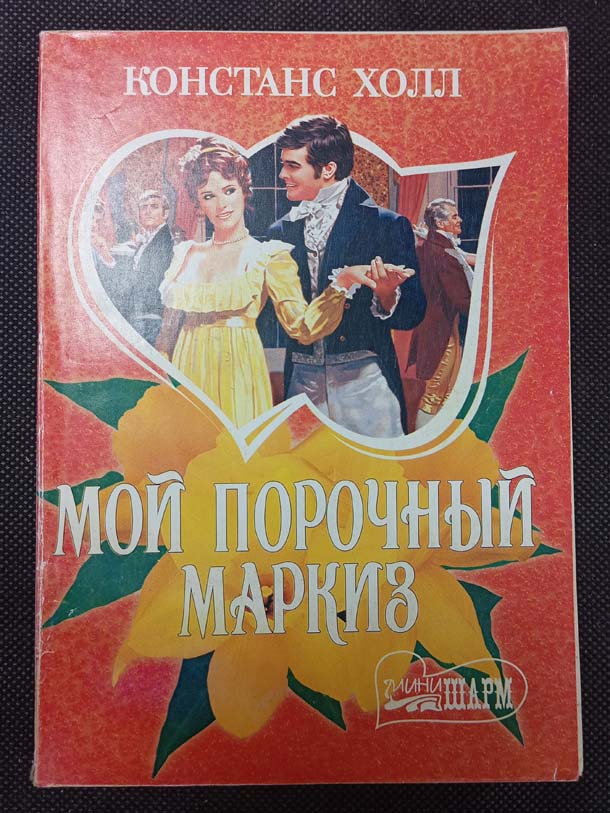 КОНСТАНС ХОЛЛ
МОЙ ПОРОЧНЫЙ
МАРКИЗ
МИНИ
ШАРМ